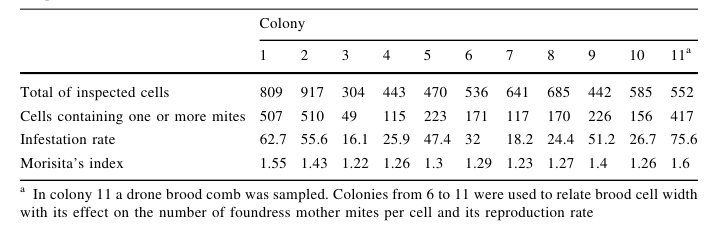 Colony
1 2 3 4 5 6 7 8 9 10 11a
Total of inspected cells 809 917 304 443 470 536 641 685 442 585 552
Cells containing one or more mites 507 510 49 115 223 171 117 170 226 156 417
Infestation rate 62.7 55.6 16.1 25.9 47.4 32 18.2 24.4 51.2 26.7 75.6
Morisita's index 1.55 1.43 1.22 1.26 1.3 1.29 1.23 1.27 1.4 1.26 1.6
a In colony 11 a drone brood comb was sampled. Colonies from 6 to 11 were used to relate brood cell width
with its effect on the number of foundress mother mites per cell and its reproduction rate